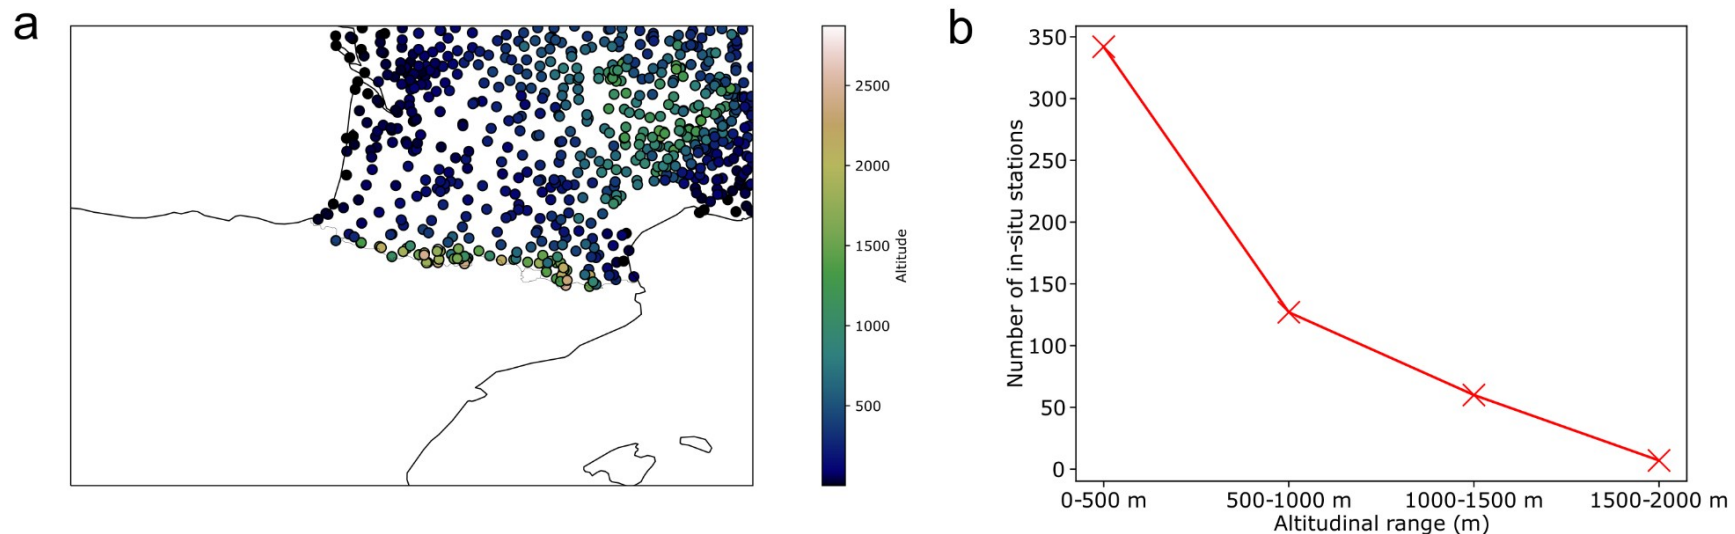 a
2500
2000
1500
1000
500
Altitude
b
350
300
250
200
150
100
50
0
Number of in-situ stations
0-500 m
500-1000 m
1000-1500 m
1500-2000 m
Altitudinal range (m)